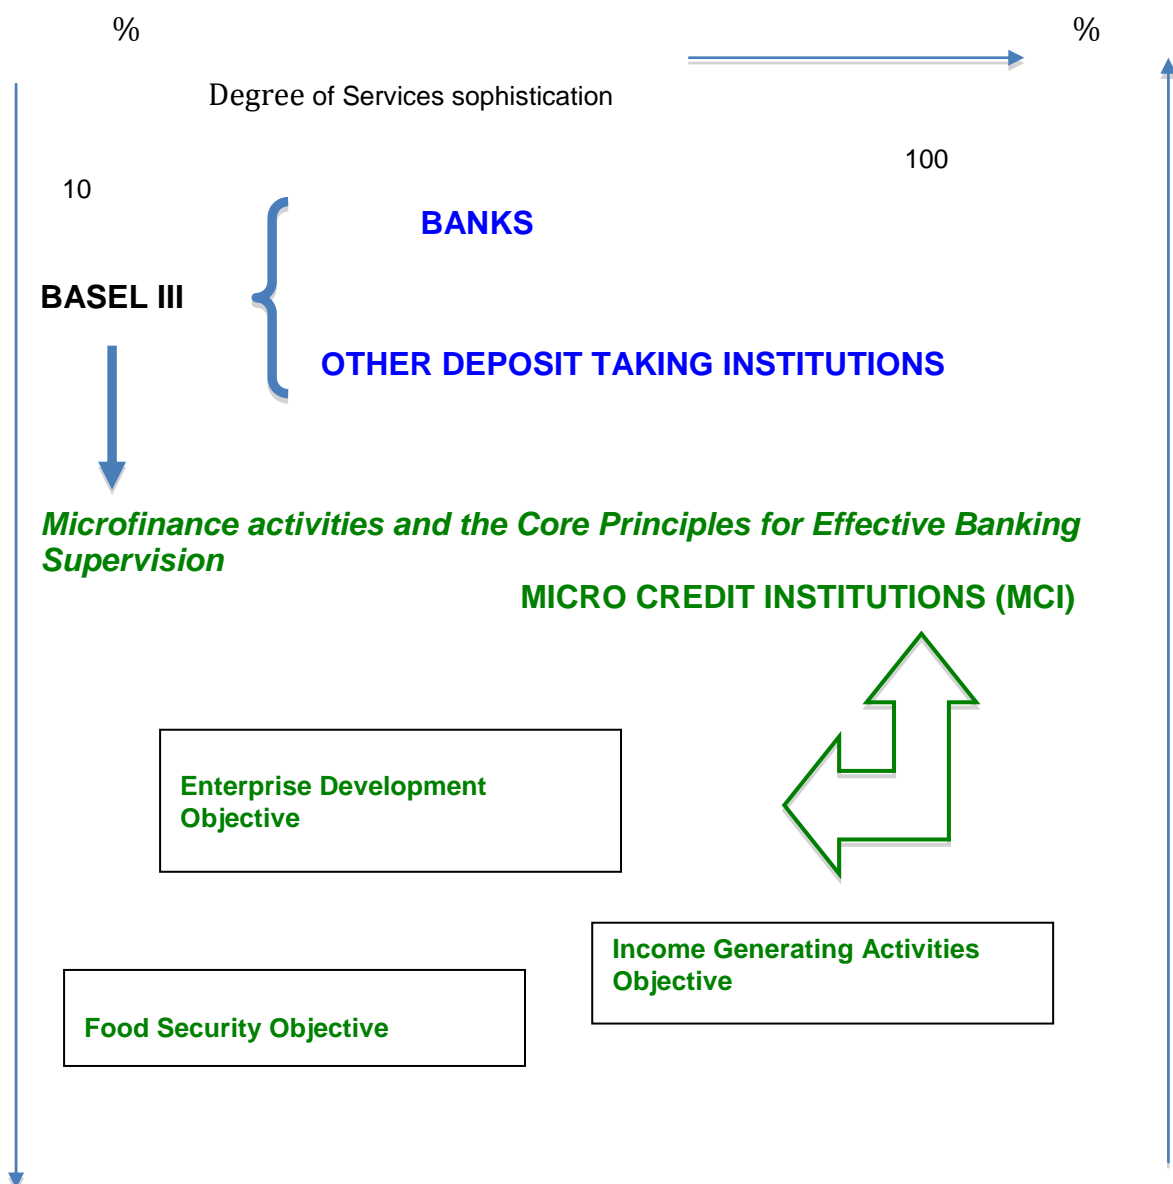 % %
Degree of Services sophistication
100
10
BANKS
BASEL III
OTHER DEPOSIT TAKING INSTITUTIONS
Microfinance activities and the Core Principles for Effective Banking
Supervision
MICRO CREDIT INSTITUTIONS (MCI)
Enterprise Development
Objective
Income Generating Activities
Objective
Food Security Objective